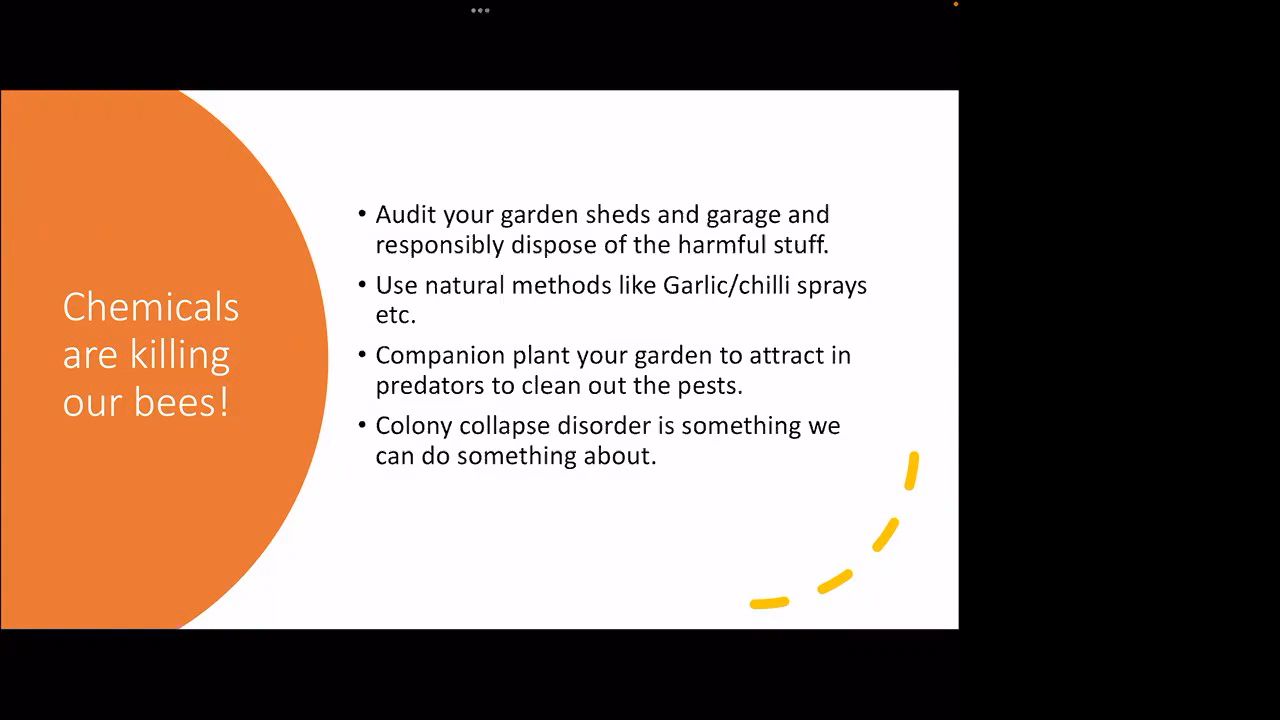 Chemicals
are killing
our bees!
• Audit your garden sheds and garage and
responsibly dispose of the harmful stuff.
• Use natural methods like Garlic/chilli sprays
etc.
• Companion plant your garden to attract in
predators to clean out the pests.
• Colony collapse disorder is something we
can do something about.